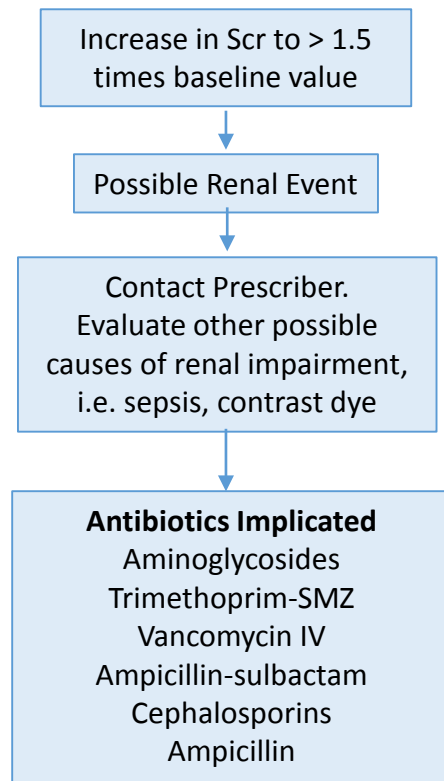 Increase in Scr to > 1.5
times baseline value
Possible Renal Event
Contact Prescriber.
Evaluate other possible
causes of renal impairment,
i.e. sepsis, contrast dye
Antibiotics Implicated
Aminoglycosides
Trimethoprim-SMZ
Vancomycin IV
Ampicillin-sulbactam
Cephalosporins
Ampicillin